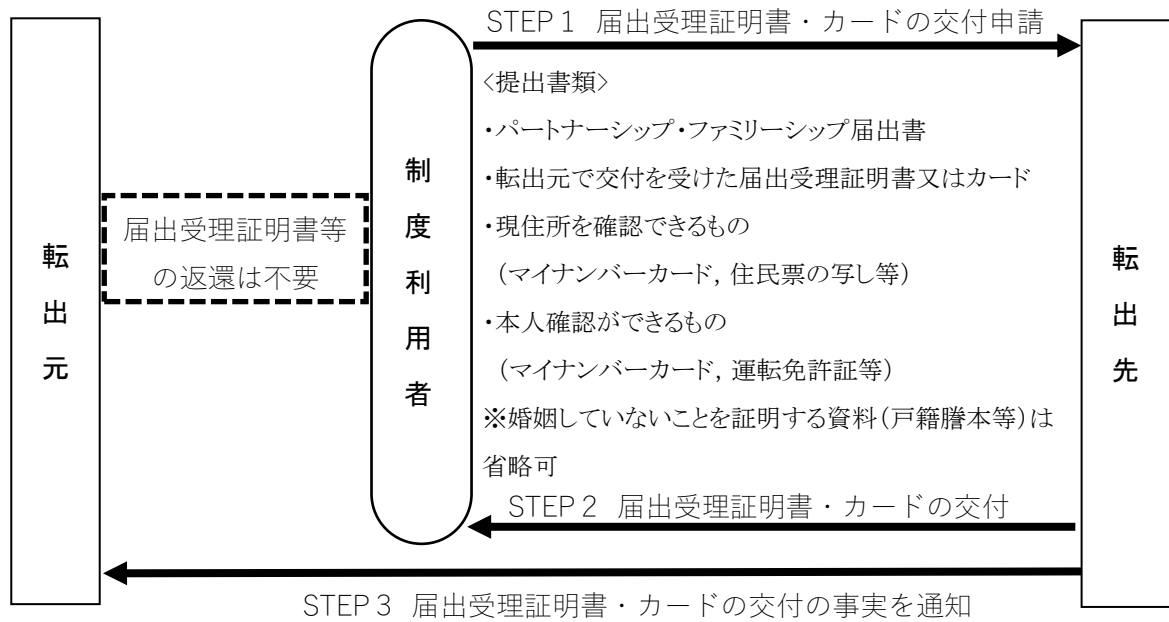 STEP１ 届出受理証明書・カードの交付申請
〈提出書類〉
・パートナーシップ・ファミリーシップ届出書
・転出元で交付を受けた届出受理証明書又はカード
・現住所を確認できるもの
（マイナンバーカード, 住民票の写し等）
・本人確認ができるもの
（マイナンバーカード, 運転免許証等）
※婚姻していないことを証明する資料（戸籍謄本等）は
省略可
制度利用者
届出受理証明書等
の返還は不要
転出元
転出先
STEP２ 届出受理証明書・カードの交付
STEP３ 届出受理証明書・カードの交付の事実を通知